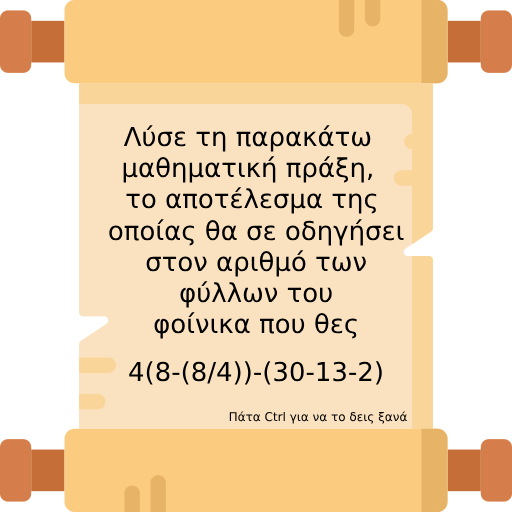 Λύσε τη παρακάτω
μαθηματική πράξη,
το αποτέλεσμα της
οποίας θα σε οδηγήσει
στον αριθμό των
φύλλων του
φοίνικα που θες
4(8-(8/4))-(30-13-2)
Πάτα Ctrl για να το δεις ξανά